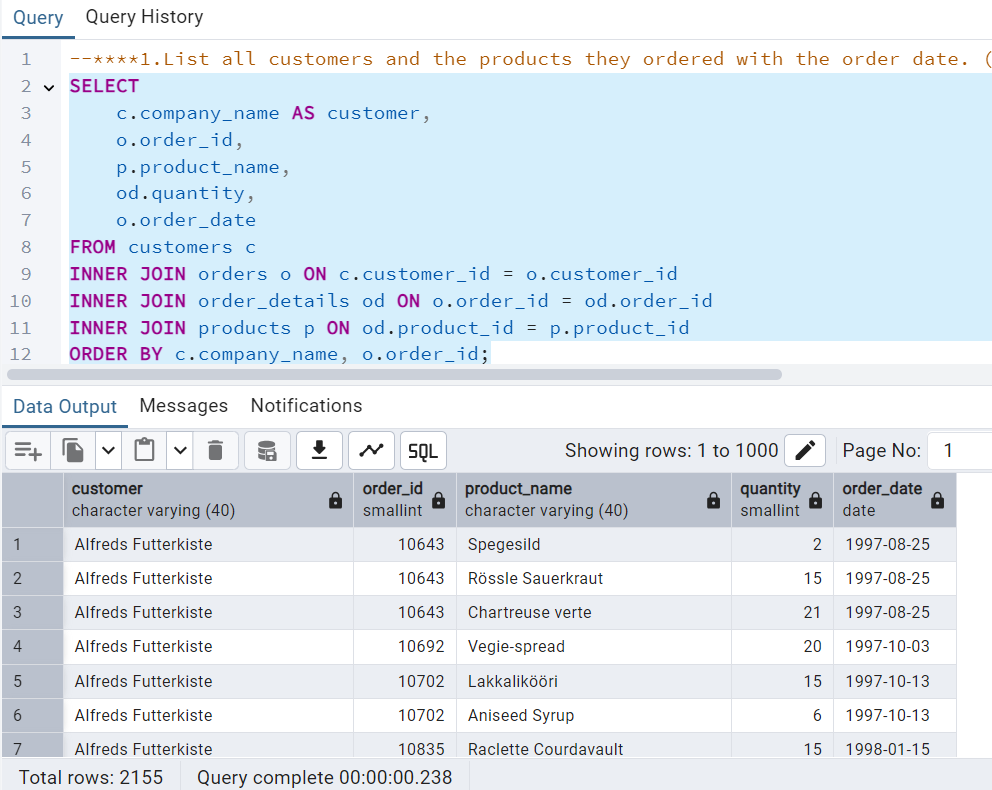 Query Query History
1 --****1.List all customers and the products they ordered with the order date. (
2 SELECT
3 c.company_name AS customer,
4 o.order_id,
5 p.product_name,
6 od.quantity,
7 o.order_date
8 FROM customers c
9 INNER JOIN orders o ON c.customer_id = o.customer_id
10 INNER JOIN order_details od ON o.order_id = od.order_id
11 INNER JOIN products p ON od.product_id = p.product_id
12 ORDER BY c.company_name, o.order_id;
Data Output Messages Notifications
SQL Showing rows: 1 to 1000 Page No: 1
customer order_id product_name quantity order_date
character varying (40) smallint character varying (40) smallint date
1 Alfreds Futterkiste 10643 Spegesild 2 1997-08-25
2 Alfreds Futterkiste 10643 Rössle Sauerkraut 15 1997-08-25
3 Alfreds Futterkiste 10643 Chartreuse verte 21 1997-08-25
4 Alfreds Futterkiste 10692 Vegie-spread 20 1997-10-03
5 Alfreds Futterkiste 10702 Lakkalikööri 15 1997-10-13
6 Alfreds Futterkiste 10702 Aniseed Syrup 6 1997-10-13
7 Alfreds Futterkiste 10835 Raclette Courdavault 15 1998-01-15
Total rows: 2155 Query complete 00:00:00.238